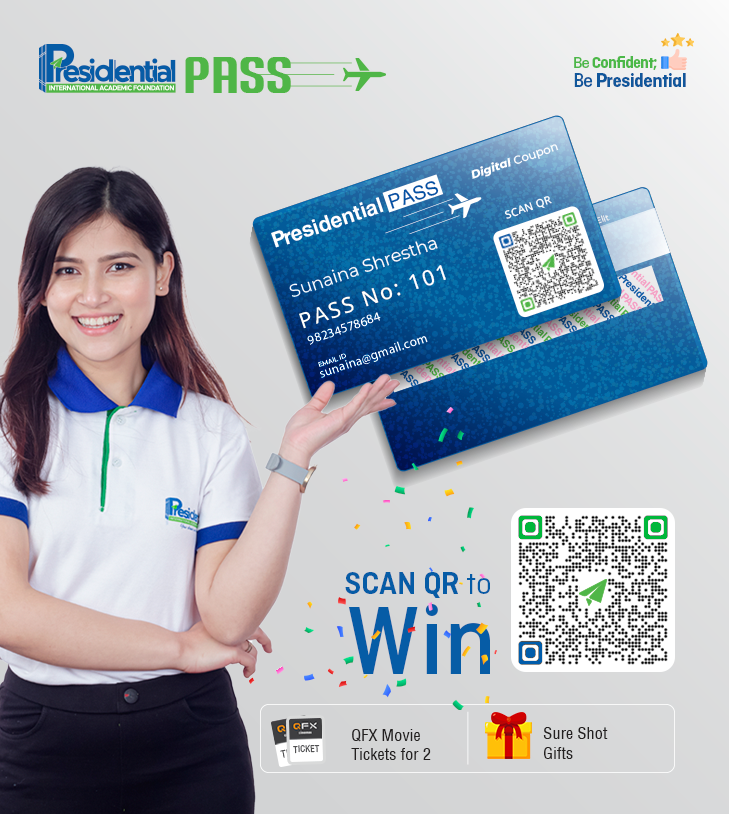 Presidential PASS
INTERNATIONAL ACADEMIC FOUNDATION
Be Confident;
Be Presidential
Digital Coupon
Presidential PASS
SCAN QR
Sunaina Shrestha
PASS No: 101
98234578684
EMAIL ID
sunaina@gmail.com
SCAN QR to
Win
QFX
TICKET
QFX Movie
Tickets for 2
Sure Shot
Gifts